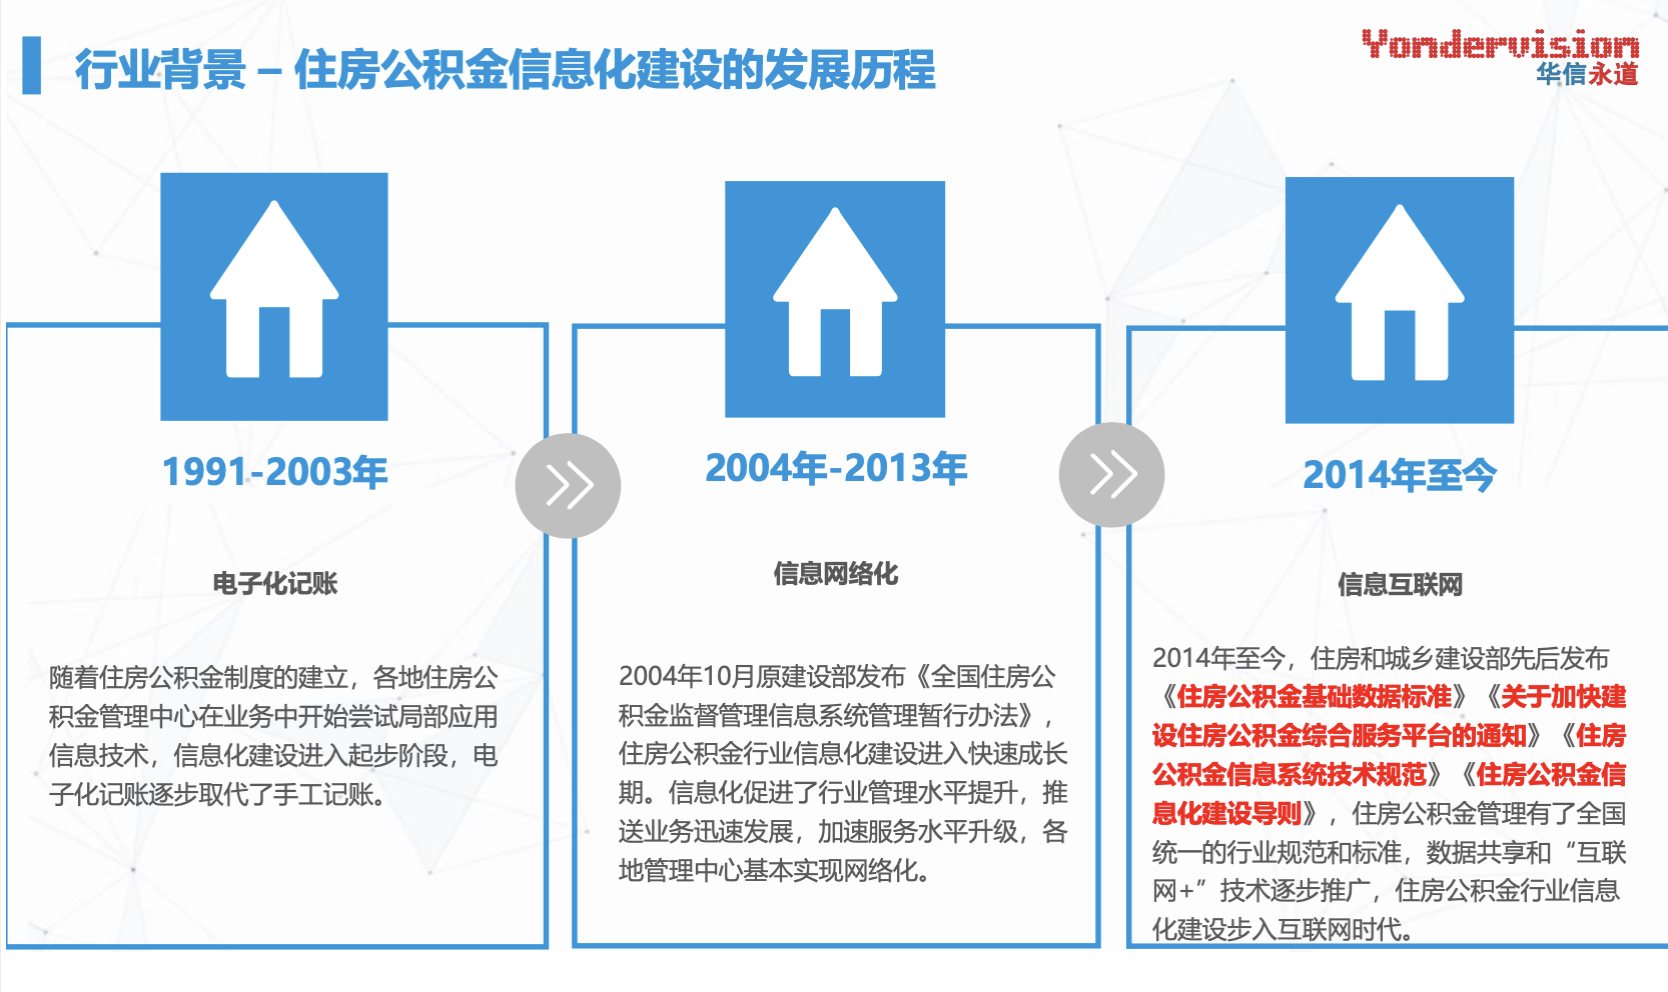 行业背景 – 住房公积金信息化建设的发展历程
Yondervision
华信永道
1991-2003年
电子化记账
随着住房公积金制度的建立，各地住房公
积金管理中心在业务中开始尝试局部应用
信息技术，信息化建设进入起步阶段，电
子化记账逐步取代了手工记账。
2004年-2013年
信息网络化
2004年10月原建设部发布《全国住房公
积金监督管理信息系统管理暂行办法》，
住房公积金行业信息化建设进入快速成长
期。信息化促进了行业管理水平提升，推
送业务迅速发展，加速服务水平升级，各
地管理中心基本实现网络化。
2014年至今
信息互联网
2014年至今，住房和城乡建设部先后发布
《住房公积金基础数据标准》《关于加快建
设住房公积金综合服务平台的通知》《住房
公积金信息系统技术规范》《住房公积金信
息化建设导则》，住房公积金管理有了全国
统一的行业规范和标准，数据共享和“互联
网+”技术逐步推广，住房公积金行业信息
化建设步入互联网时代。